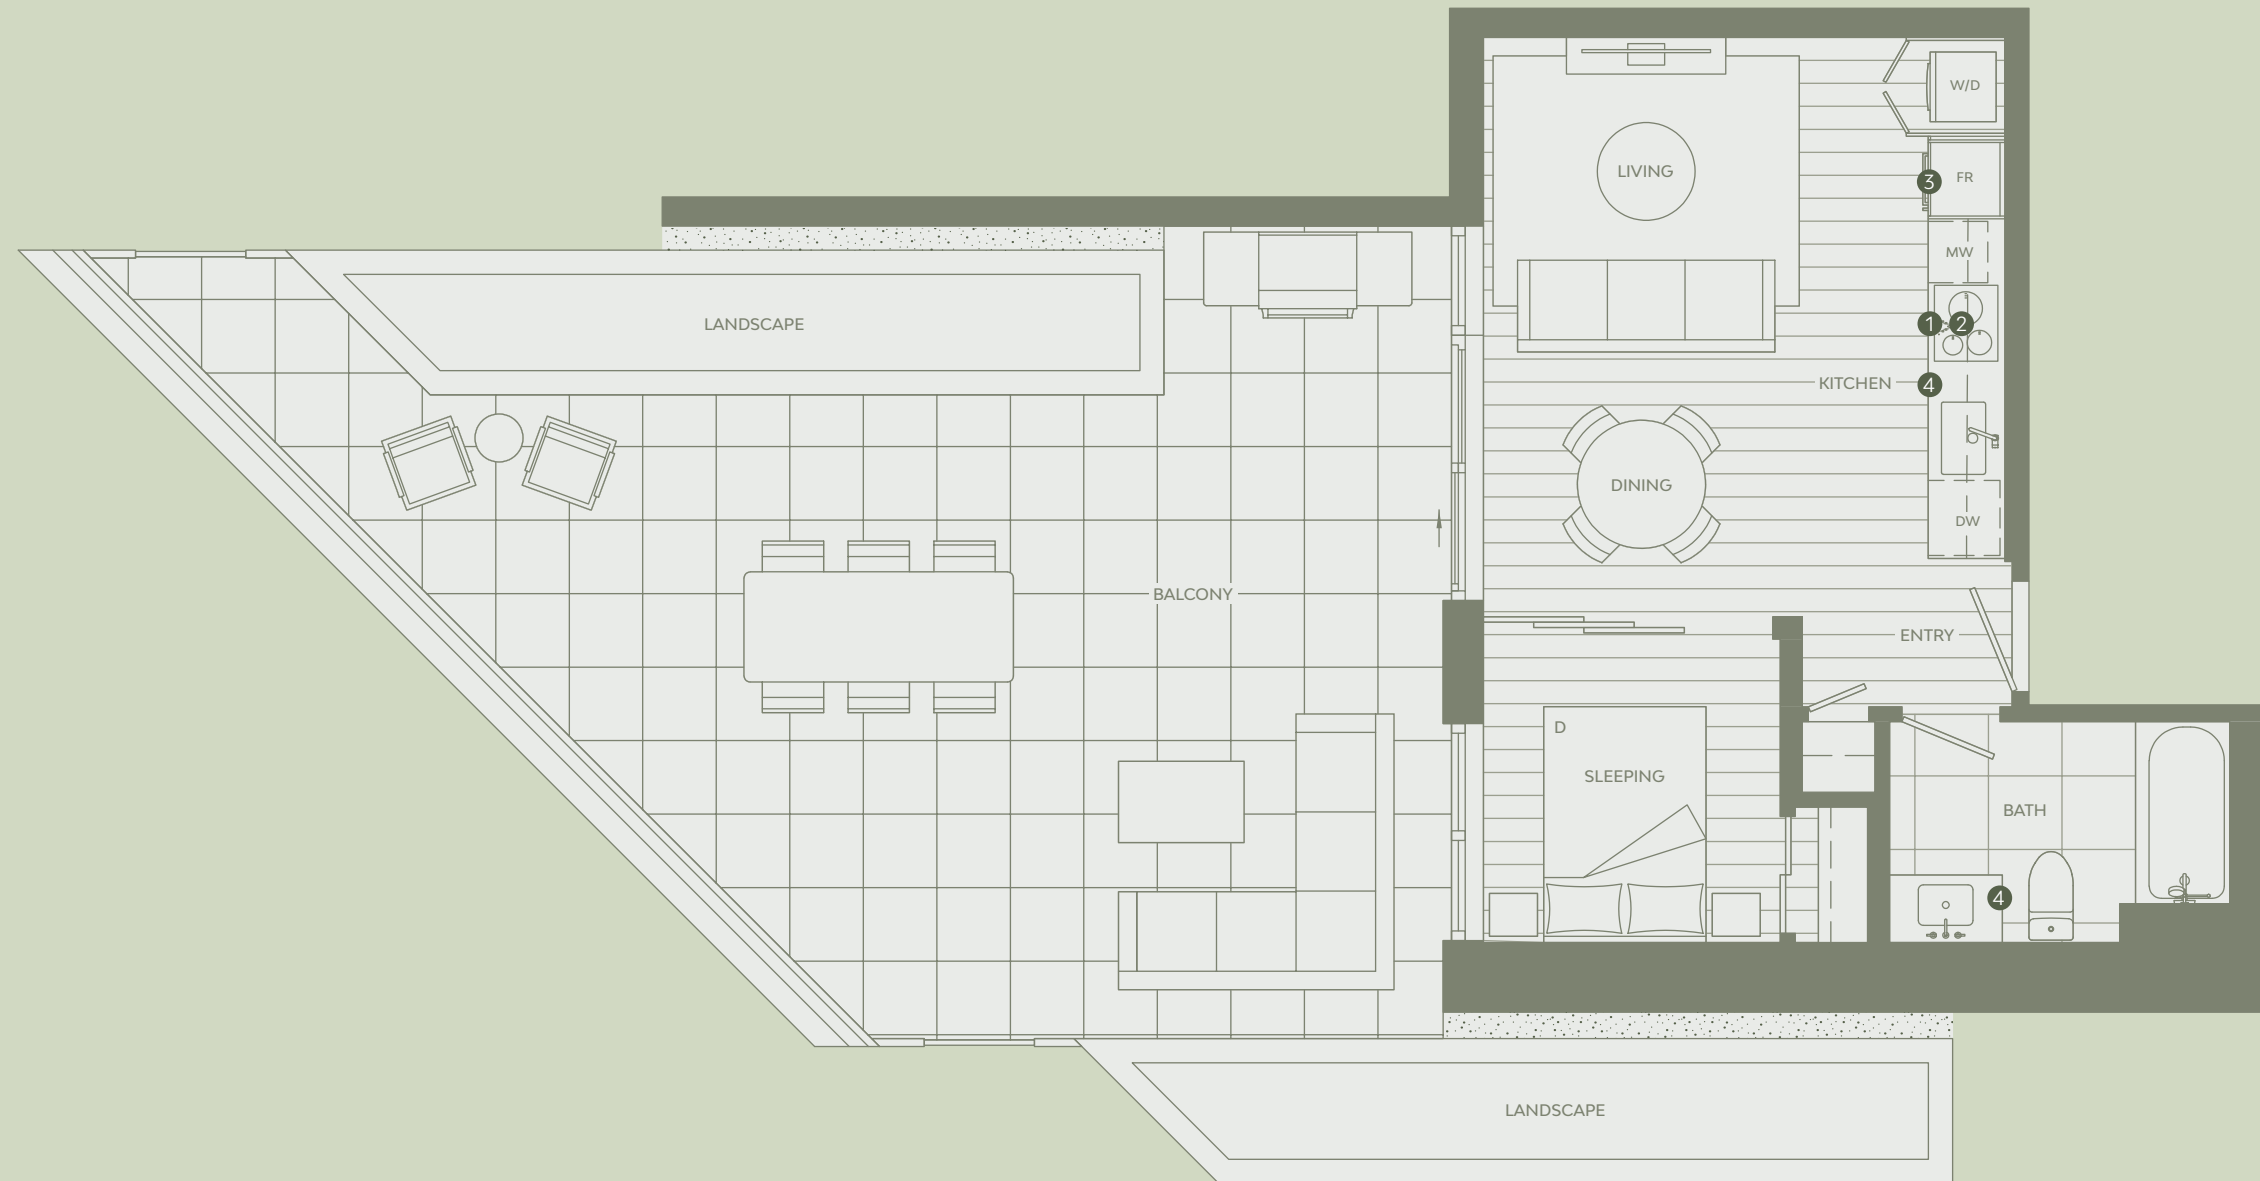 W/D
LIVING
FR
3
MW
LANDSCAPE
1
2
KITCHEN
4
DINING
DW
BALCONY
ENTRY
D
SLEEPING
BATH
4
LANDSCAPE